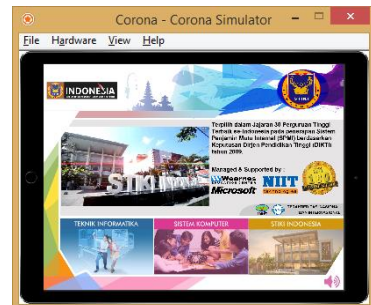 Corona - Corona Simulator
File Hardware View Help
INDONESIA
STIKI
Terpilih dalam Jajaran 30 Perguruan Tinggi
Terbaik se-Indonesia pada penerapan Sistem
Penjamin Mutu Internal (SPMI) berdasarkan
Keputusan Dirjen Pendidikan Tinggi (DIKTI)
tahun 2009.
Managed & Supported by :
NIIT
Microsoft
TEKNIK INFORMATIKA
SISTEM KOMPUTER
STIKI INDONESIA